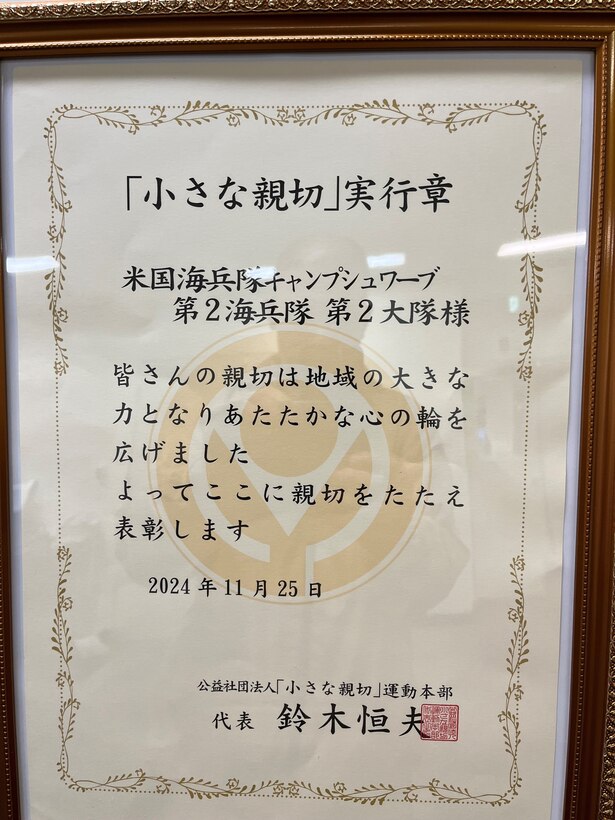 「小さな親切」実行章
米国海兵隊キャンプシュワーブ
第2海兵隊 第2大隊様
皆さんの親切は地域の大きな
力となりあたたかな心の輪を
広げました
よってここに親切をたたえ
表彰します
2024年11月25日
公益社団法人「小さな親切」運動本部
代表 鈴木恒夫